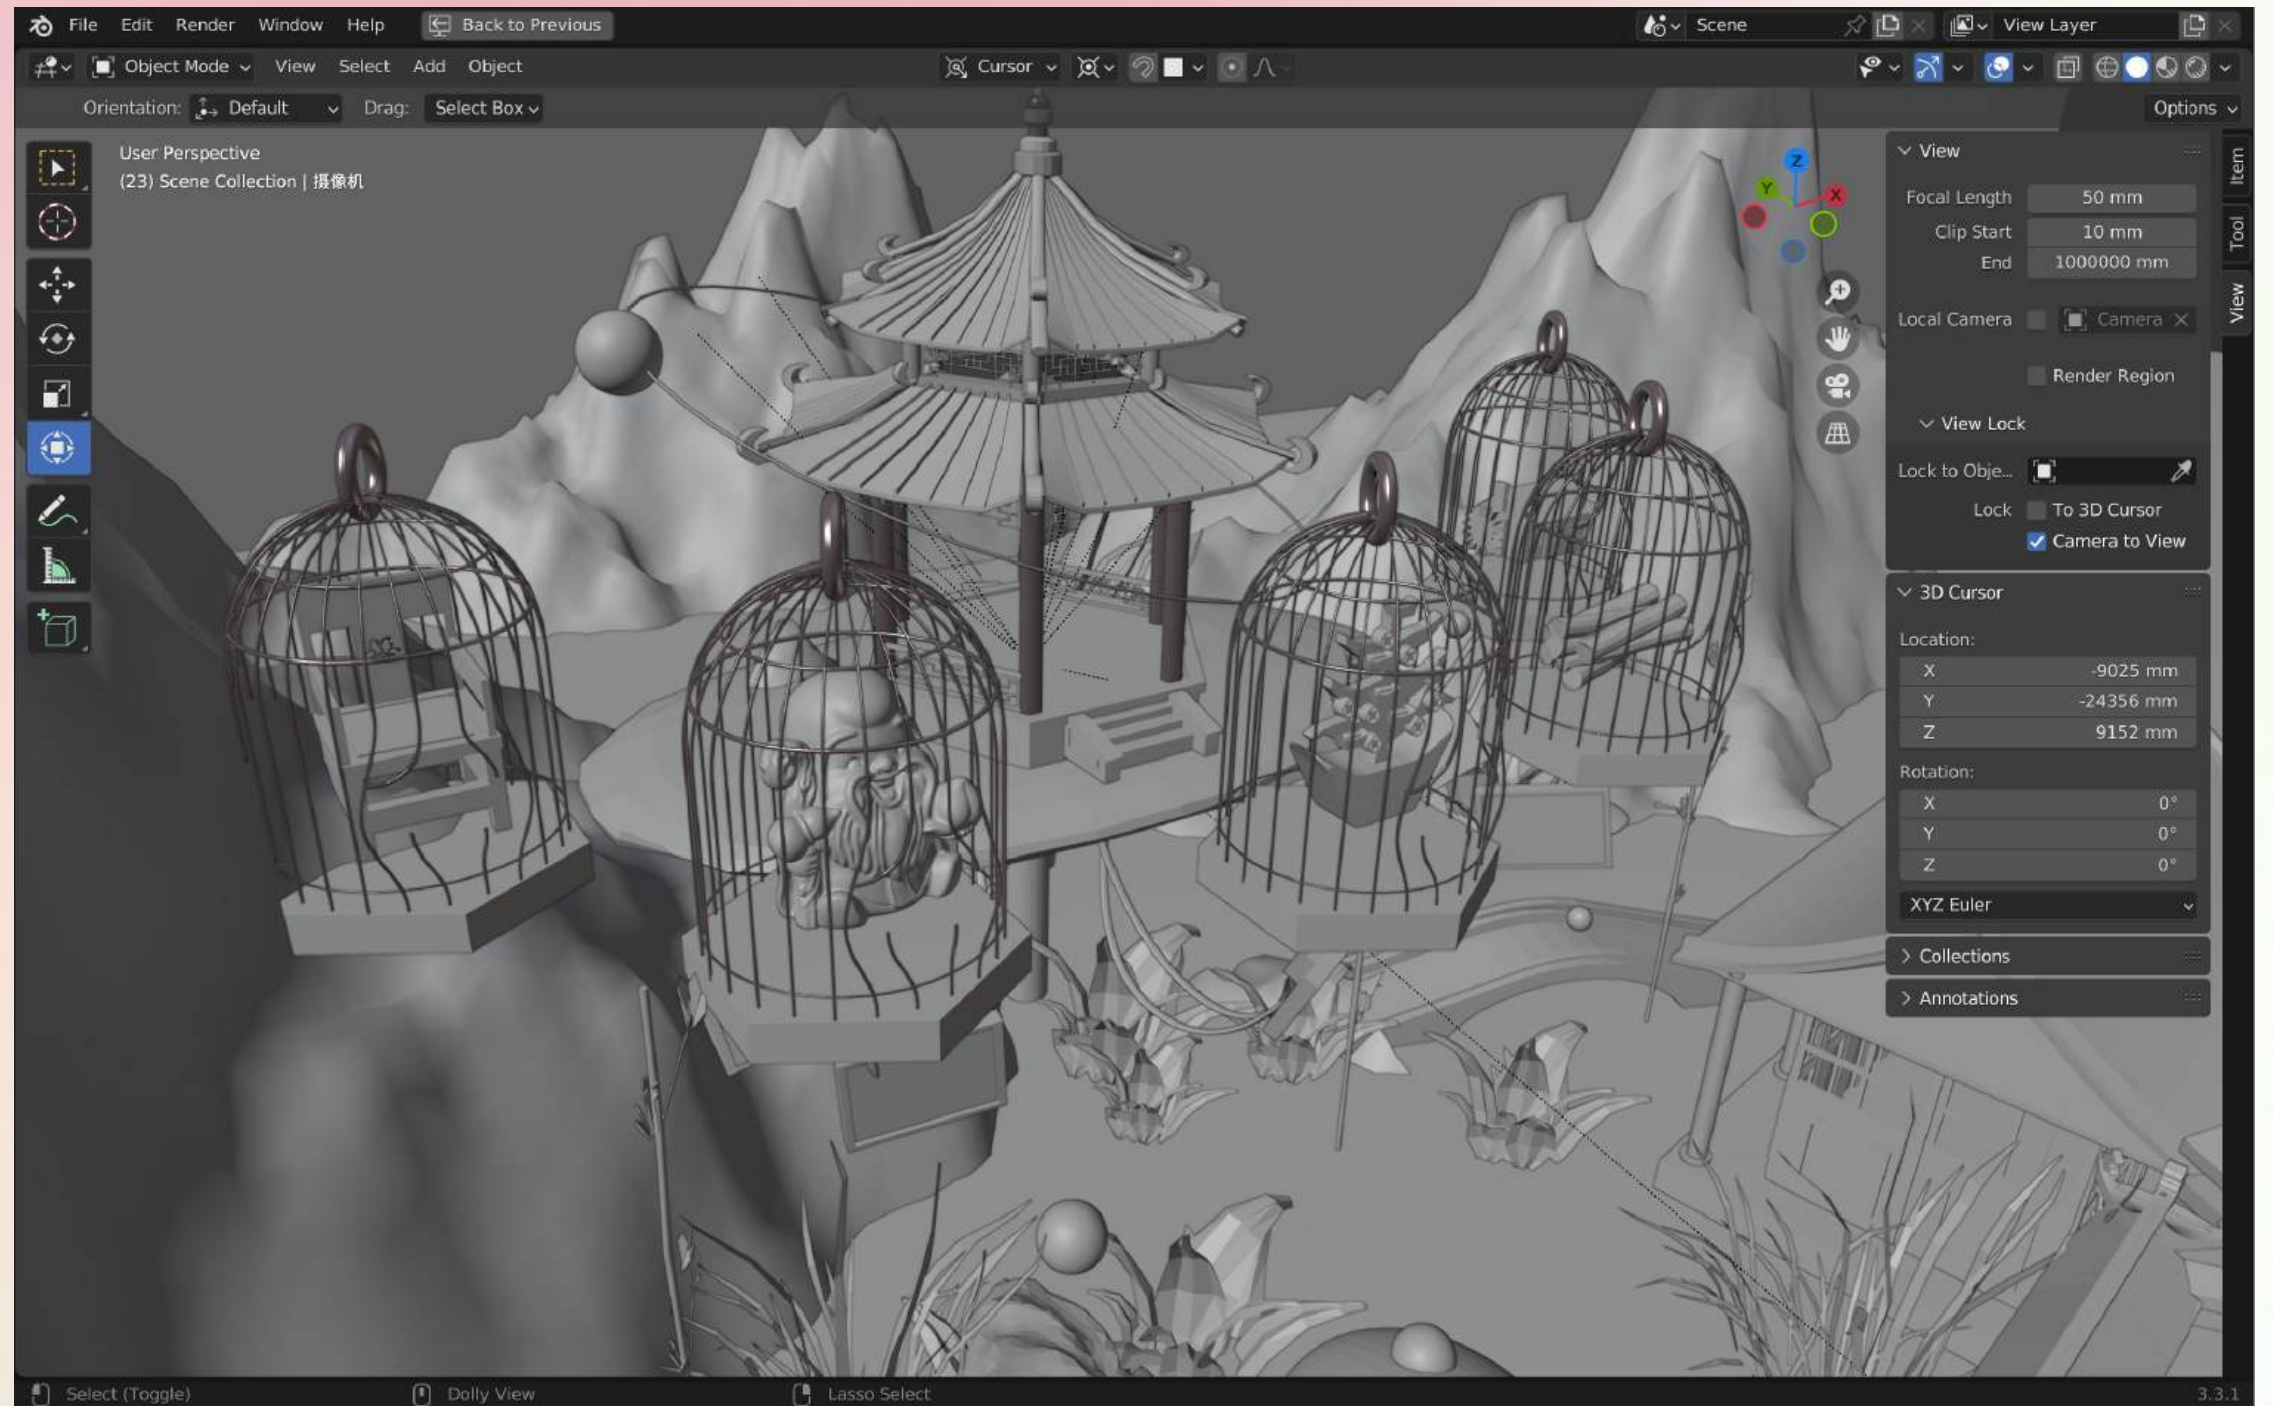 File Edit Render Window Help Back to Previous Scene View Layer
Object Mode View Select Add Object Cursor
Orientation: Default Drag: Select Box Options
User Perspective
(23) Scene Collection | 摄像机
View
Focal Length 50 mm
Clip Start 10 mm
End 1000000 mm
Local Camera Camera
Render Region
View Lock
Lock to Obje...
Lock To 3D Cursor
Camera to View
3D Cursor
Location:
X -9025 mm
Y -24356 mm
Z 9152 mm
Rotation:
X 0°
Y 0°
Z 0°
XYZ Euler
Collections
Annotations
Item
Tool
View
Z
Y
X
Select (Toggle) Dolly View Lasso Select 3.3.1